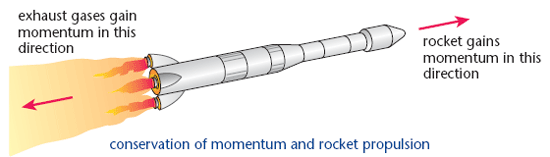 exhaust gases gain
momentum in this
direction
rocket gains
momentum in this
direction
conservation of momentum and rocket propulsion